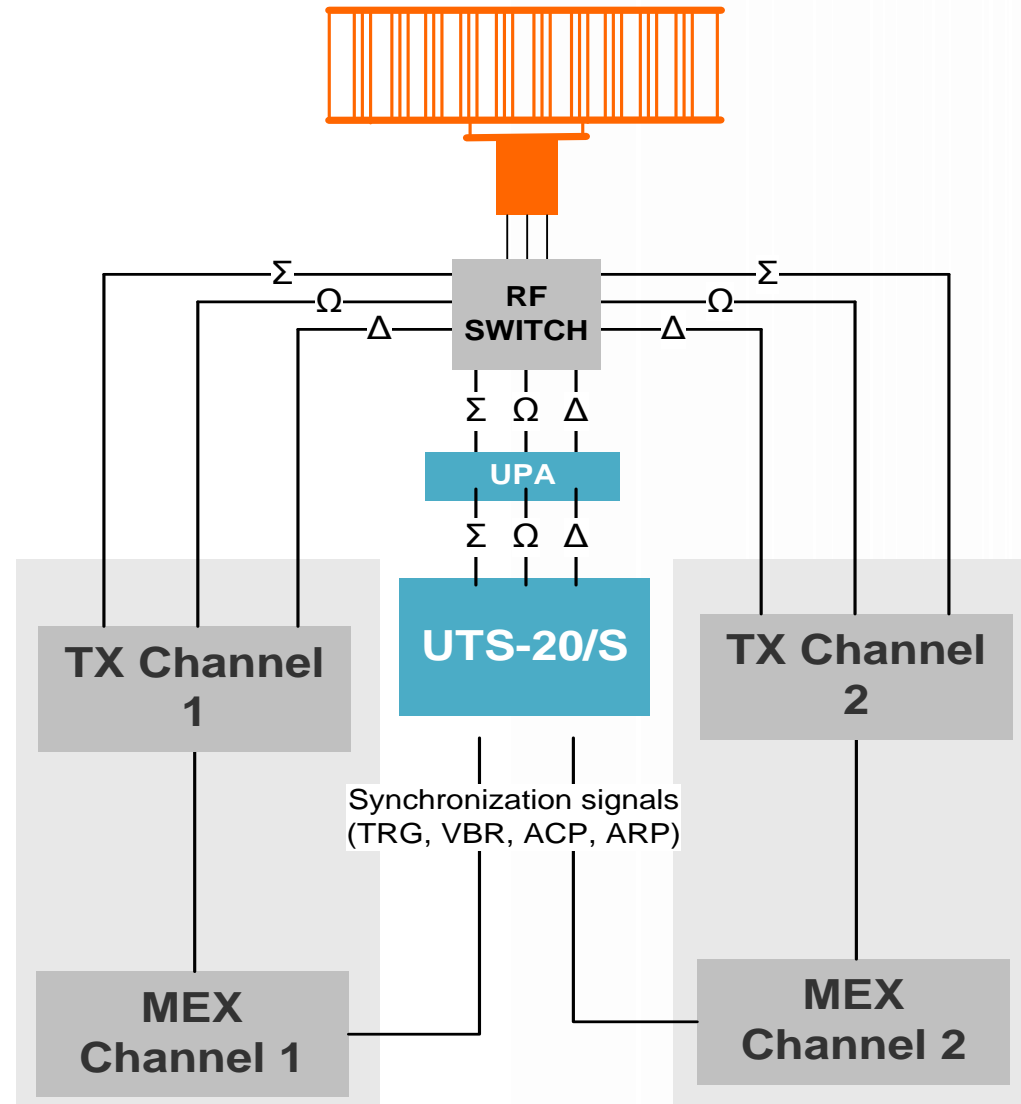 Σ Σ
RF
Ω Ω
SWITCH
Δ Δ
Σ Ω Δ
UPA
Σ Ω Δ
UTS-20/S
TX Channel
1
TX Channel
2
Synchronization signals
(TRG, VBR, ACP, ARP)
MEX
Channel 1
MEX
Channel 2